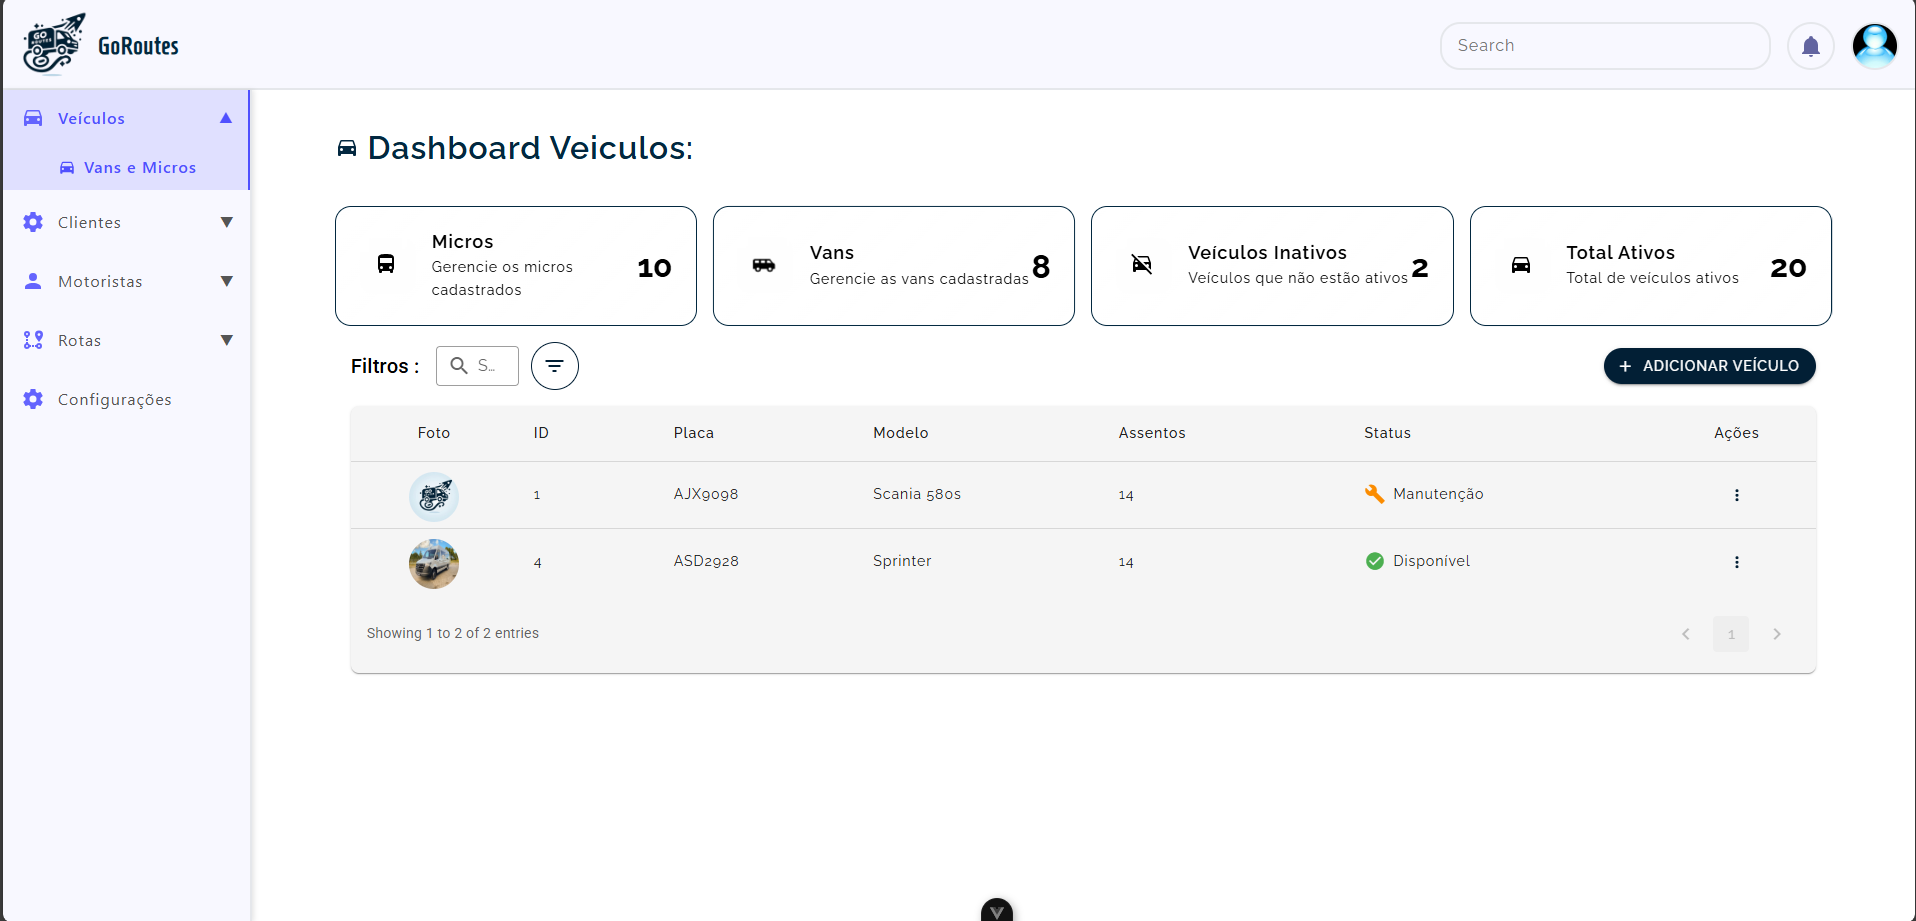 GO
ROUTES
GoRoutes
Search
Veículos
Vans e Micros
Clientes
Motoristas
Rotas
Configurações
Dashboard Veiculos:
Micros
Gerencie os micros
cadastrados
10
Vans
Gerencie as vans cadastradas
8
Veículos Inativos
Veículos que não estão ativos
2
Total Ativos
Total de veículos ativos
20
Filtros :
S...
+ ADICIONAR VEÍCULO
Foto ID Placa Modelo Assentos Status Ações
1 AJX9098 Scania 580s 14 Manutenção
4 ASD2928 Sprinter 14 Disponível
Showing 1 to 2 of 2 entries
1